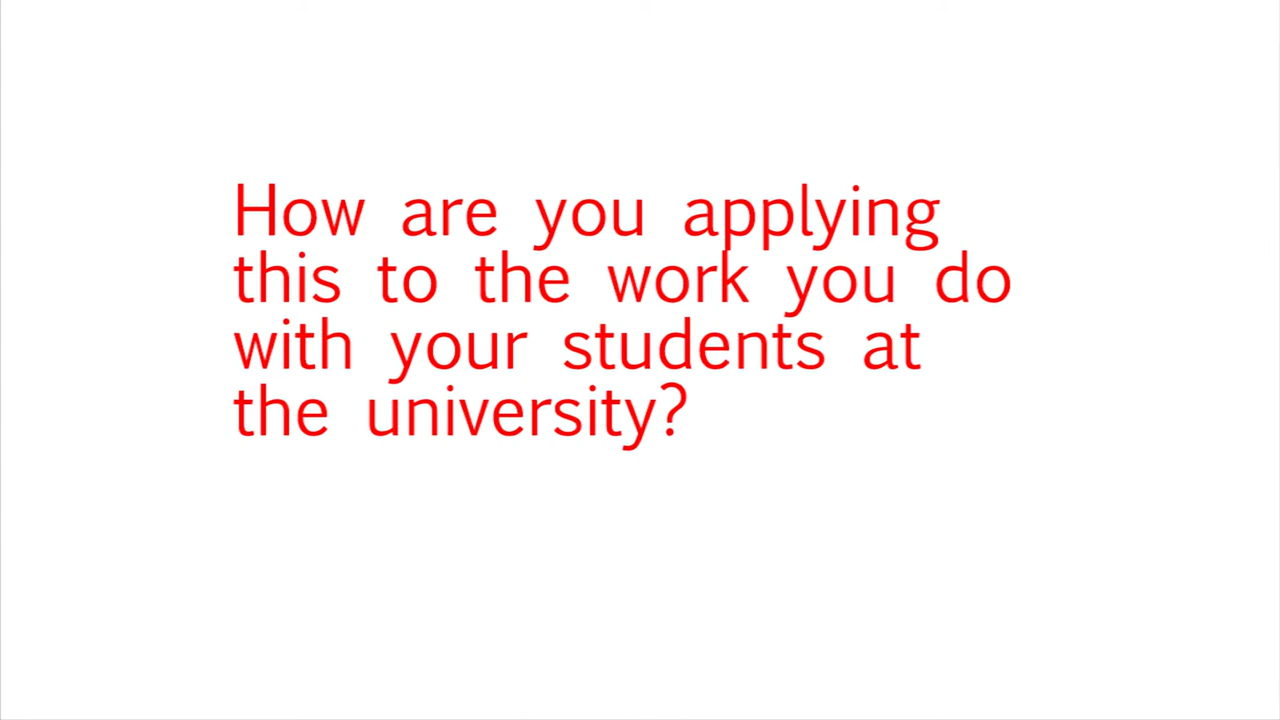 How are you applying
this to the work you do
with your students at
the university?